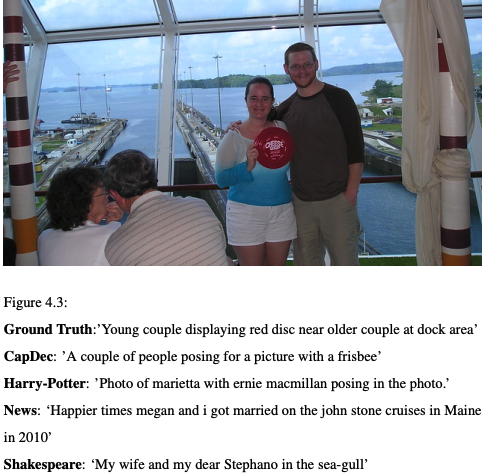 Figure 4.3:
Ground Truth:'Young couple displaying red disc near older couple at dock area'
CapDec: 'A couple of people posing for a picture with a frisbee'
Harry-Potter: 'Photo of marietta with ernie macmillan posing in the photo.'
News: 'Happier times megan and i got married on the john stone cruises in Maine
in 2010'
Shakespeare: 'My wife and my dear Stephano in the sea-gull'